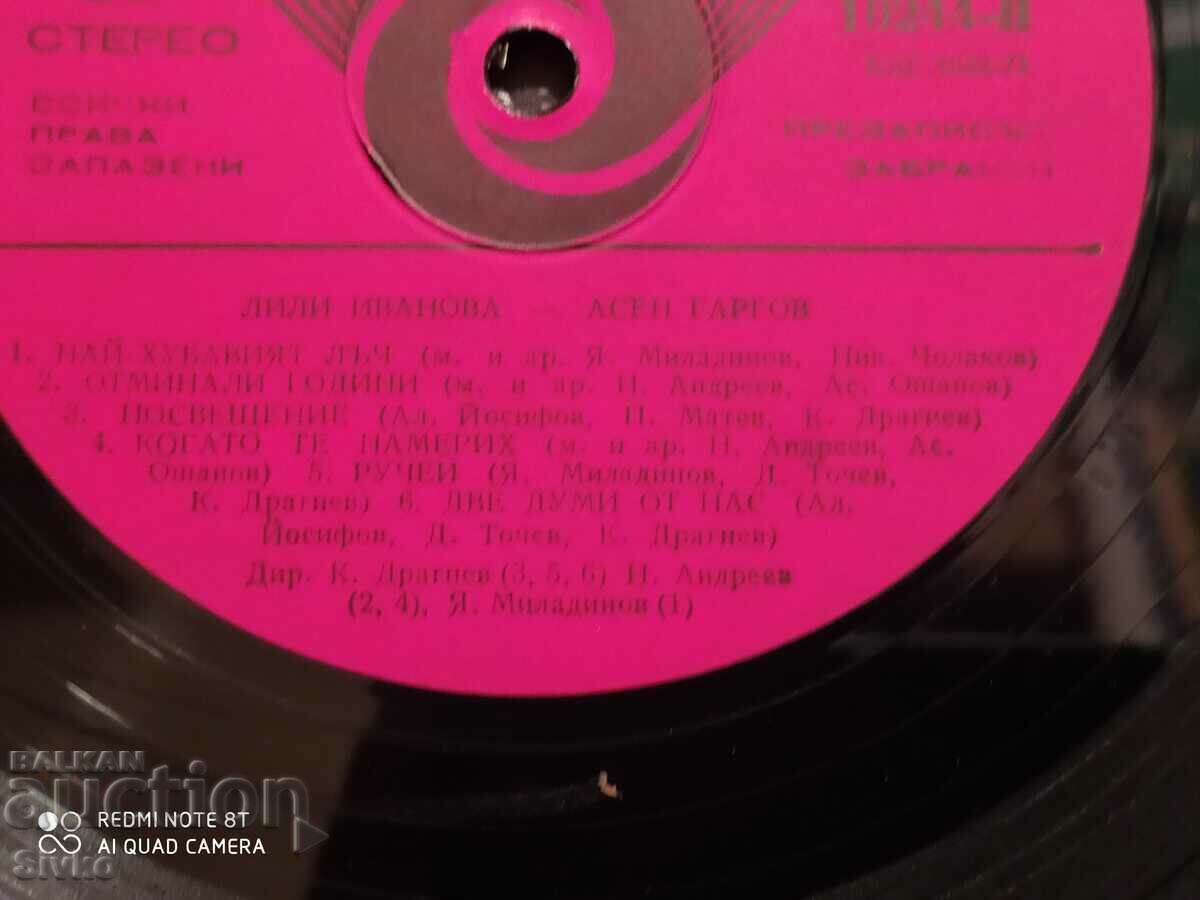 СТЕРЕО
ВСИЧКИ
ПРАВА
ЗАПАЗЕНИ
ПРЕЗАПИСЪТ
ЗАБРАНЕН
ЛИЛИ ИВАНОВА — АСЕН ГАРГОВ
1. НАЙ-ХУБАВИЯТ ЛЪЧ (м. и ар. Я. Миладинов, Ник. Чолаков)
2. ОТМИНАЛИ ГОДИНИ (м. и ар. Н. Андреев, Ас. Ошанов)
3. ПОСВЕЩЕНИЕ (Ал. Йосифов, П. Матев, К. Драгнев)
4. КОГАТО ТЕ НАМЕРИХ (м. и ар. Н. Андреев, Ас.
Ошанов) 5. РУЧЕИ (Я. Миладинов, Д. Точев,
К. Драгнев) 6. ДВЕ ДУМИ ОТ НАС (Ал.
Йосифов, Д. Точев, К. Драгнев)
Дир. К. Драгнев (3, 5, 6) Н. Андреев
(2, 4), Я. Миладинов (1)
BALKAN
auction
REDMI NOTE 8T
AI QUAD CAMERA
Sivko